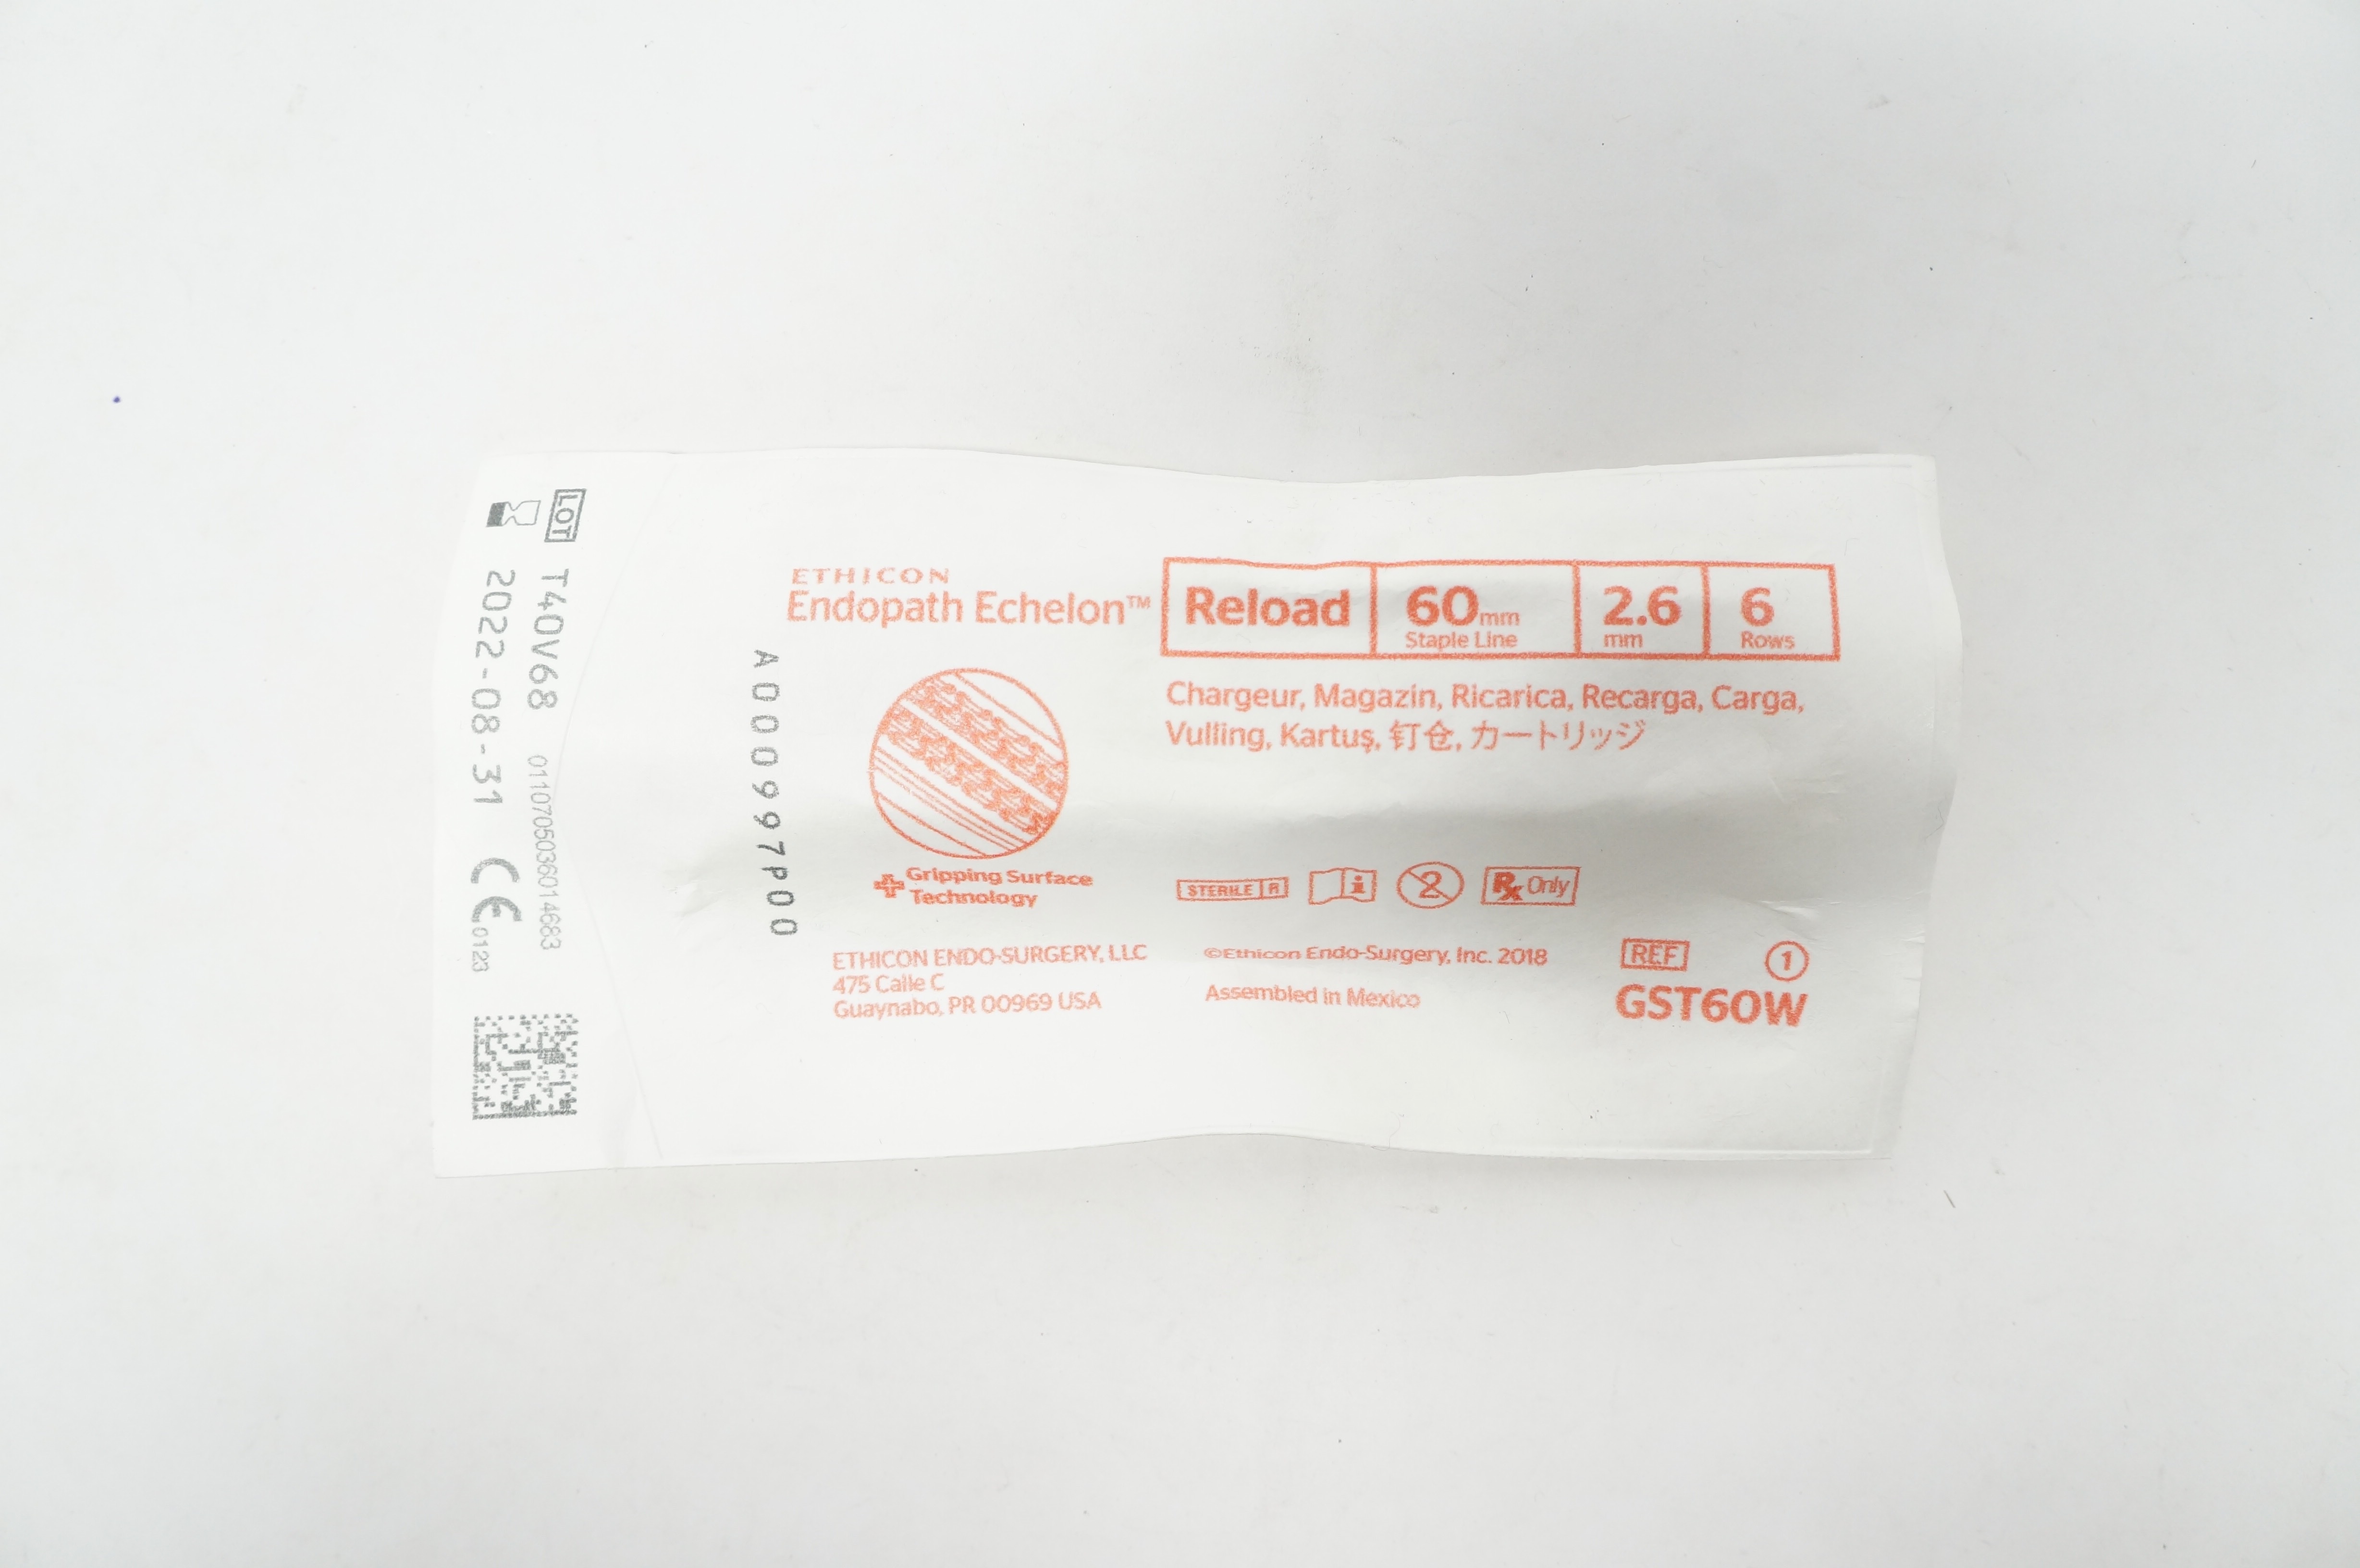 LOT T40V68 01107050360146​83
2022-08-31 CE 0123
A000997P00
ETHICON
Endopath Echelon™
Reload 60mm Staple Line 2.6 mm 6 Rows
Chargeur, Magazin, Ricarica, Recarga, Carga,
Vulling, Kartuş, 钉仓, カートリッジ
Gripping Surface
Technology
STERILE R 2 Rx Only
ETHICON ENDO-SURGERY, LLC
475 Calle C
Guaynabo, PR 00969 USA
©Ethicon Endo-Surgery, Inc. 2018
Assembled in Mexico
REF 1
GST60W